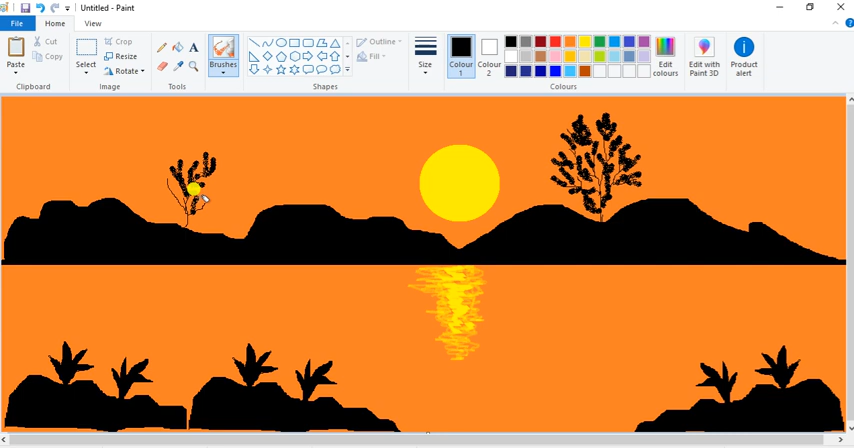 Untitled - Paint
File Home View
Paste
Cut
Copy
Clipboard
Select
Crop
Resize
Rotate
Image
A
Tools
Brushes
Shapes
Outline
Fill
Size
Colour 1
Colour 2
Edit colours
Colours
Edit with Paint 3D
Product alert